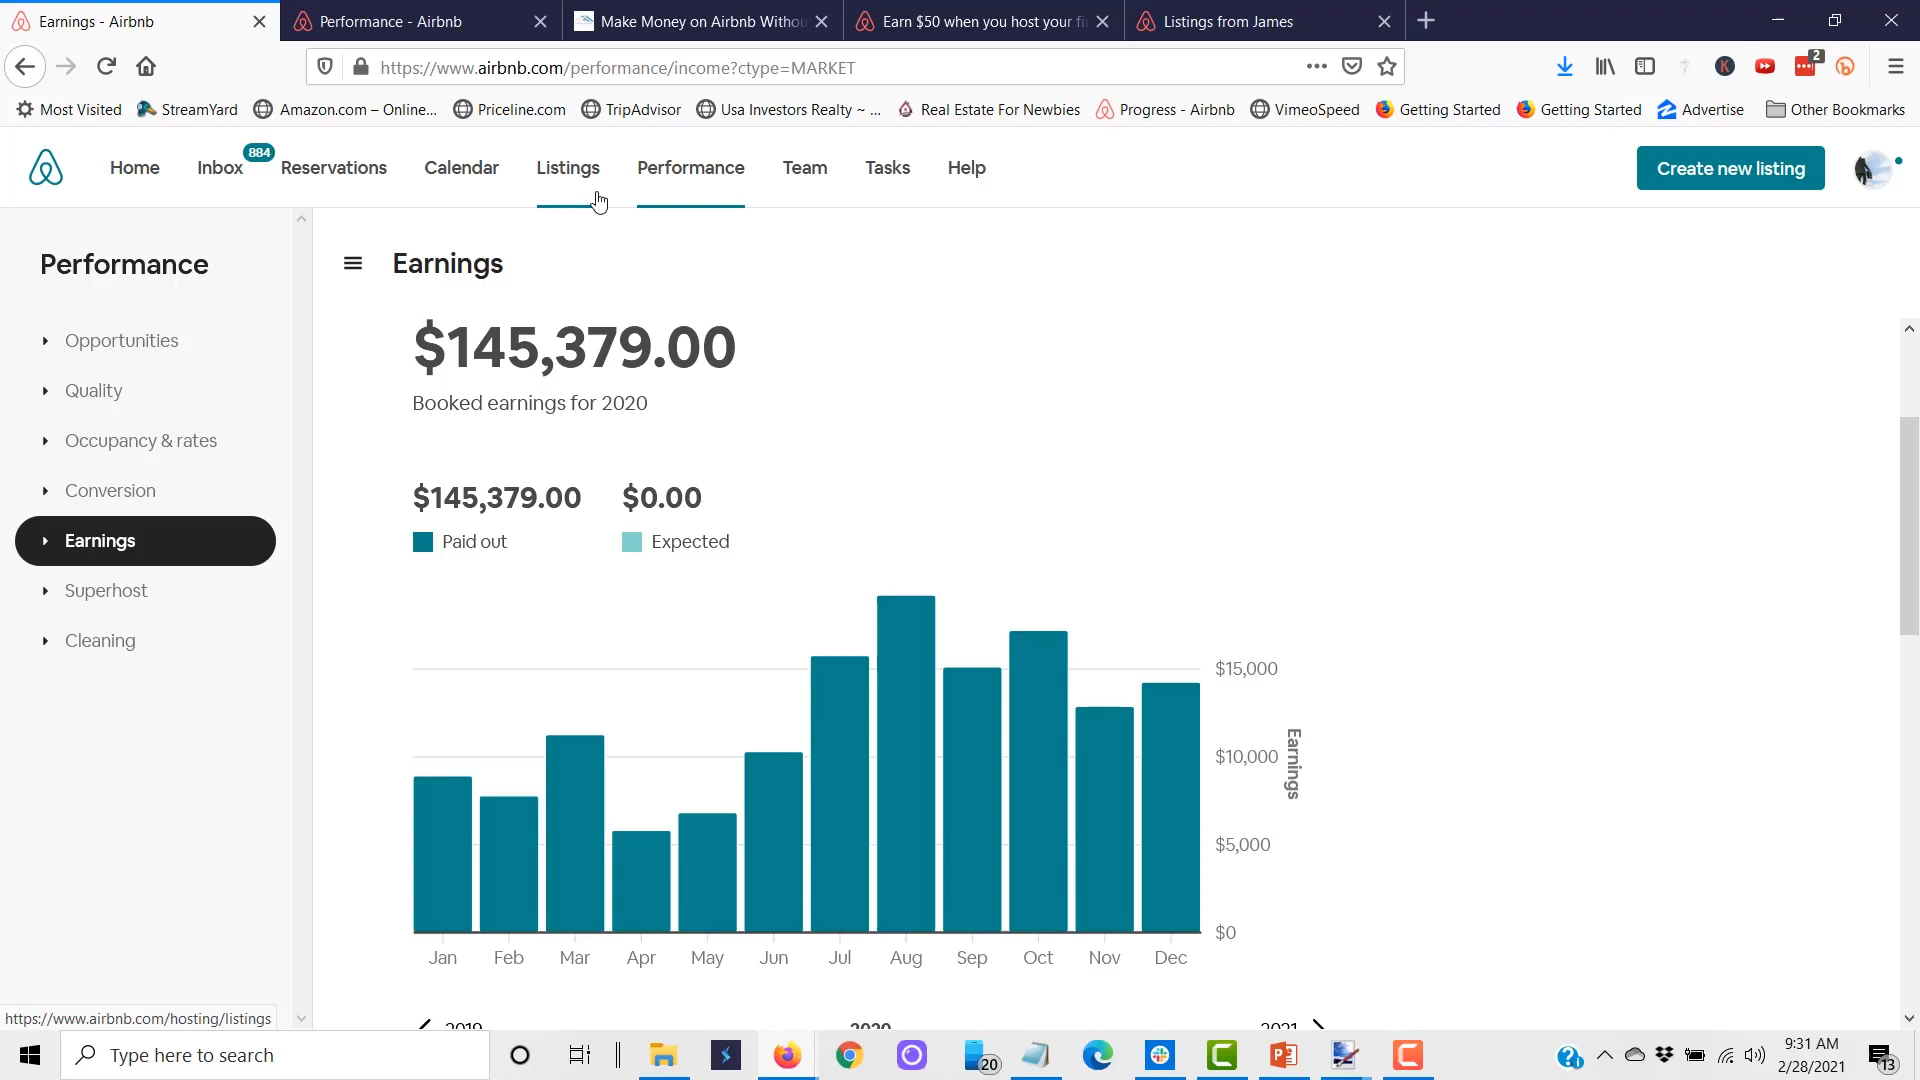 Earnings - Airbnb
Performance - Airbnb
Make Money on Airbnb Withou
Earn $50 when you host your fi
Listings from James
https://www.airbnb.com/performance/income?ctype=MARKET
2
Most Visited
StreamYard
Amazon.com – Online...
Priceline.com
TripAdvisor
Usa Investors Realty ~ ...
Real Estate For Newbies
Progress - Airbnb
VimeoSpeed
Getting Started
Getting Started
Advertise
Other Bookmarks
Home
Inbox
884
Reservations
Calendar
Listings
Performance
Team
Tasks
Help
Create new listing
Performance
Opportunities
Quality
Occupancy & rates
Conversion
Earnings
Superhost
Cleaning
Earnings
$145,379.00
Booked earnings for 2020
$145,379.00
Paid out
$0.00
Expected
$15,000
$10,000
$5,000
$0
Earnings
Jan Feb Mar Apr May Jun Jul Aug Sep Oct Nov Dec
2019
2020
2021
https://www.airbnb.com/hosting/listings
Type here to search
20
9:31 AM
2/28/2021
13